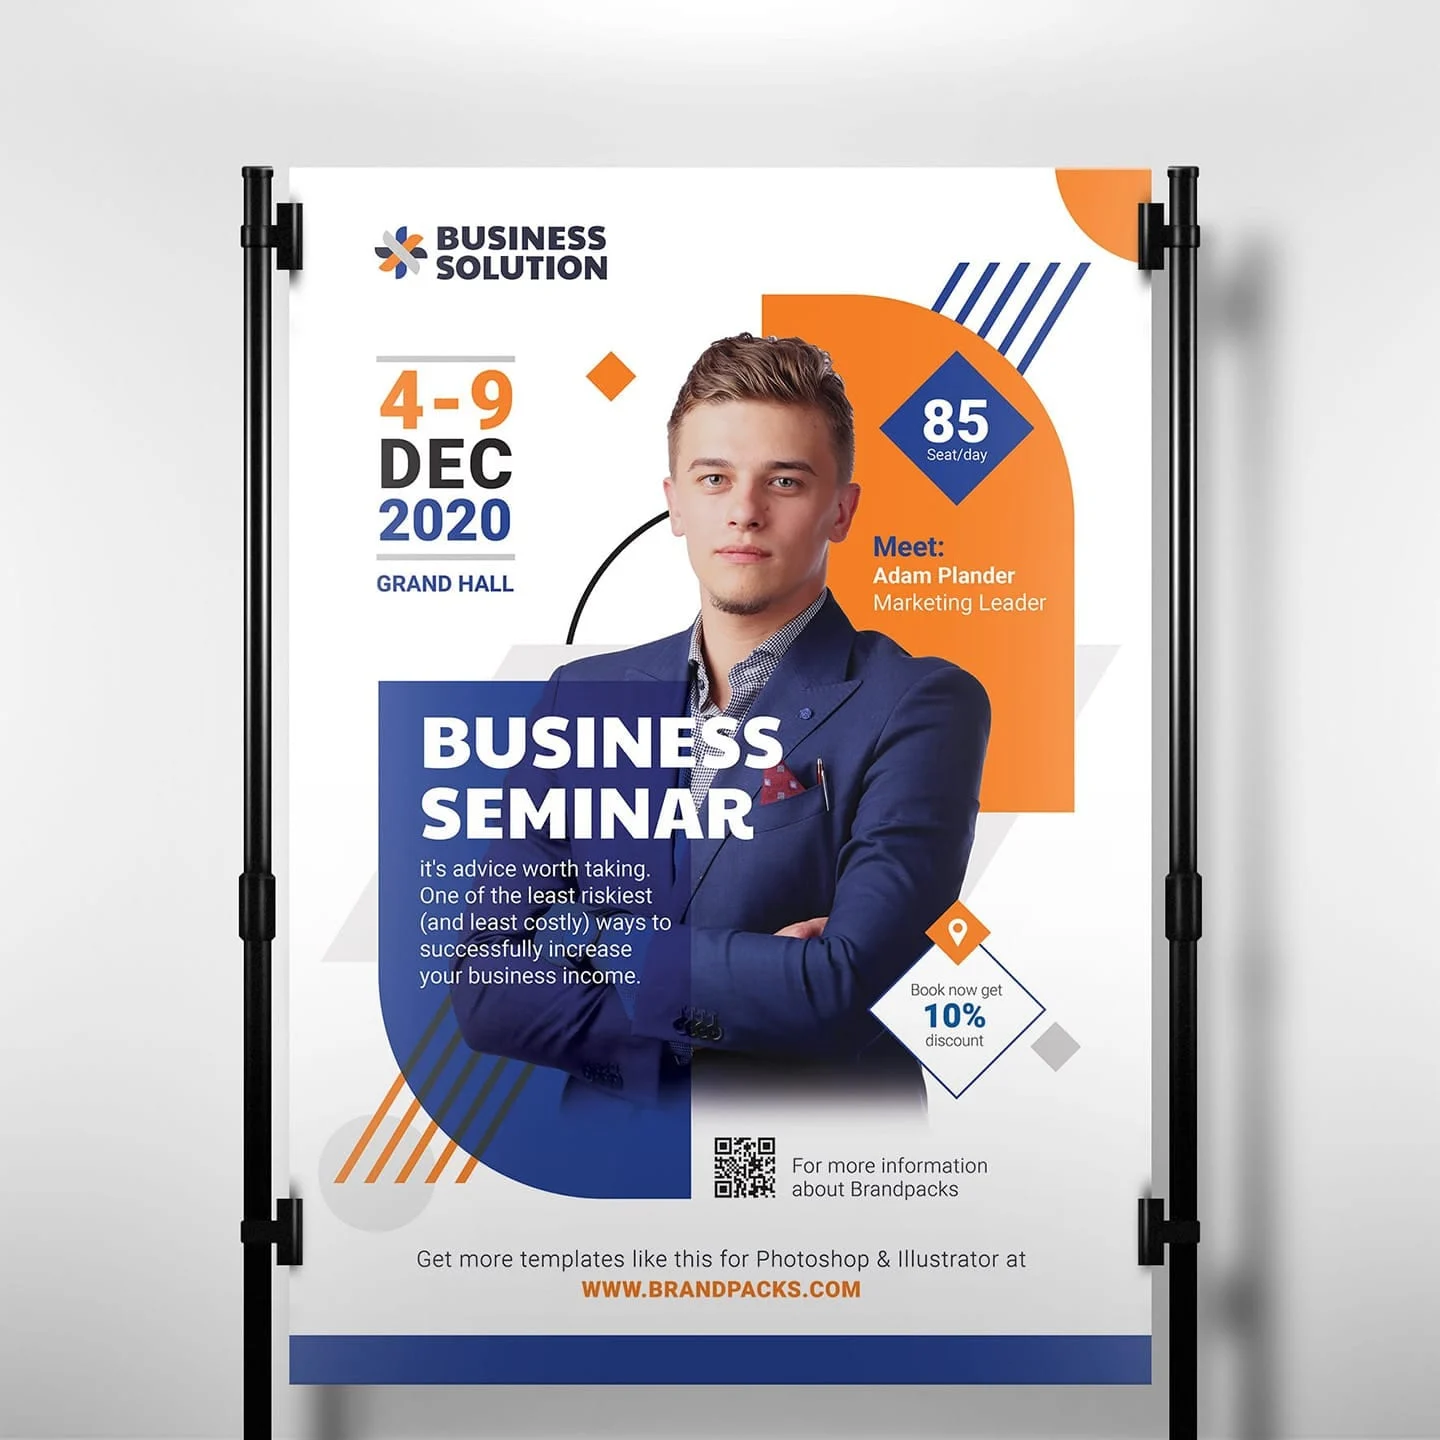 BUSINESS
SOLUTION
4-9
DEC
2020
GRAND HALL
85
Seat/day
Meet:
Adam Plander
Marketing Leader
BUSINESS
SEMINAR
it's advice worth taking.
One of the least riskiest
(and least costly) ways to
successfully increase
your business income.
Book now get
10%
discount
For more information
about Brandpacks
Get more templates like this for Photoshop & Illustrator at
WWW.BRANDPACKS.COM